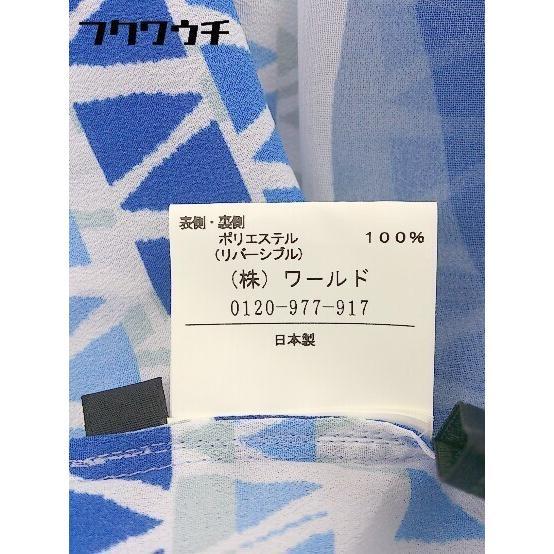 フクワウチ
表側・裏側
ポリエステル 100%
(リバーシブル)
(株) ワールド
0120-977-917
日本製